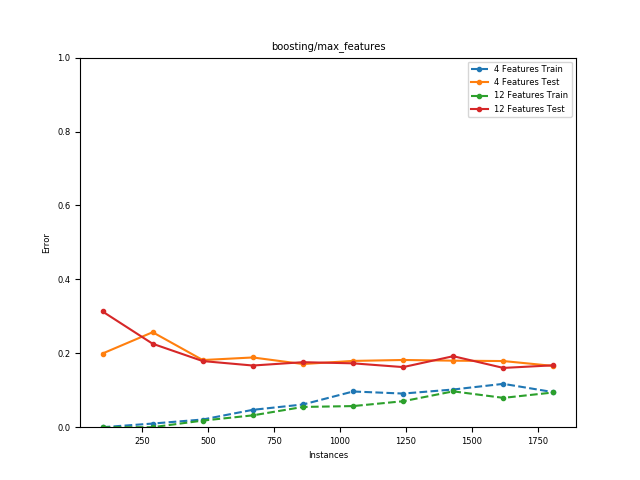 boosting/max_features
1.0
0.8
0.6
0.4
0.2
0.0
Error
4 Features Train
4 Features Test
12 Features Train
12 Features Test
250 500 750 1000 1250 1500 1750
Instances